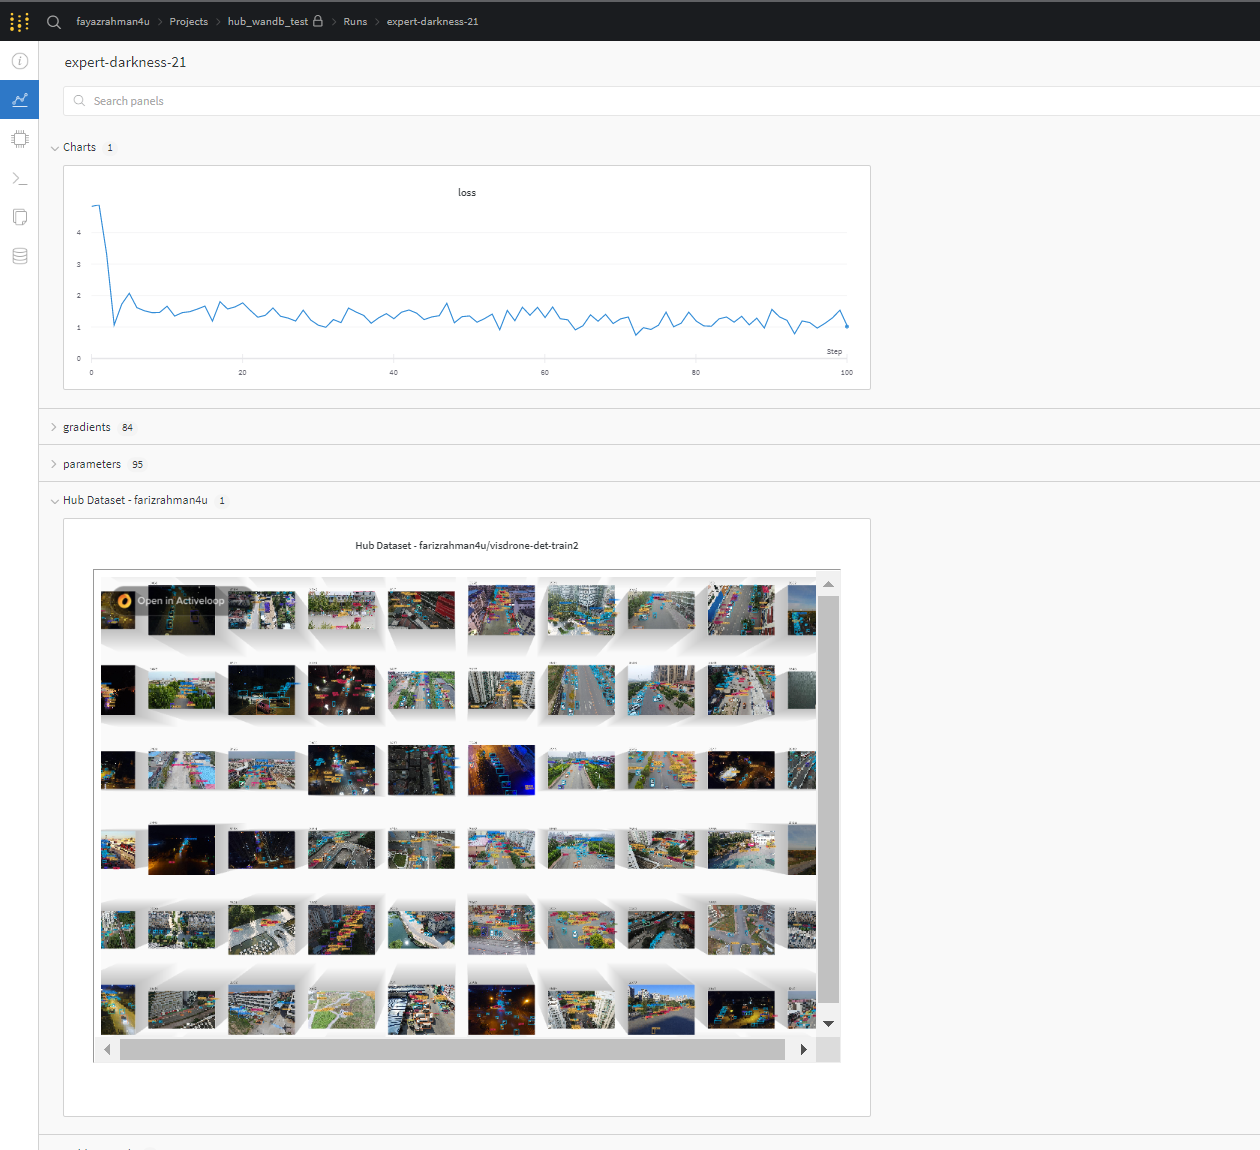 fayazrahman4u > Projects > hub_wandb_test > Runs > expert-darkness-21
expert-darkness-21
Search panels
Charts 1
loss
4
3
2
1
0
Step
0 20 40 60 80 100
gradients 84
parameters 95
Hub Dataset - farizrahman4u 1
Hub Dataset - farizrahman4u/visdrone-det-train2
Open in Activeloop